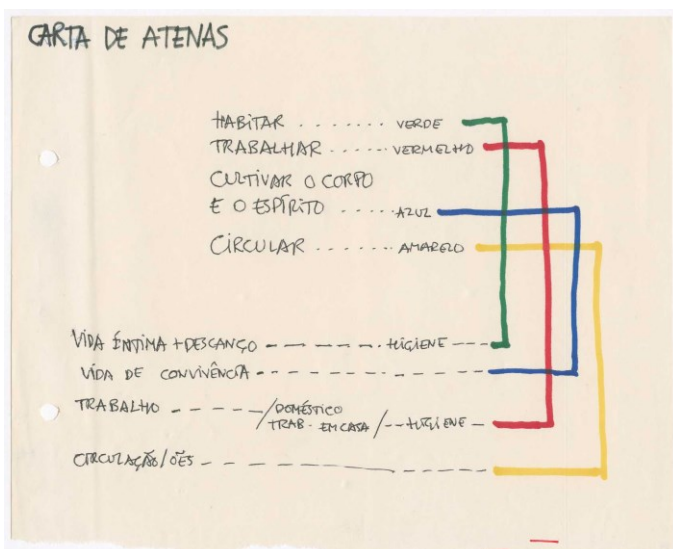 CARTA DE ATENAS
HABITAR ........ VERDE
TRABALHAR ..... VERMELHO
CULTIVAR O CORPO
E O ESPÍRITO ..... AZUL
CIRCULAR ....... AMARELO
VIDA ÍNTIMA + DESCANÇO - - - - - - HIGIENE - - -
VIDA DE CONVIVÊNCIA - - - - - - - - -
TRABALHO - - - - - /DOMÉSTICO
/TRAB. EM CASA / - - HIGIENE -
CIRCULAÇÃO/ÕES - - - - - - - - - -